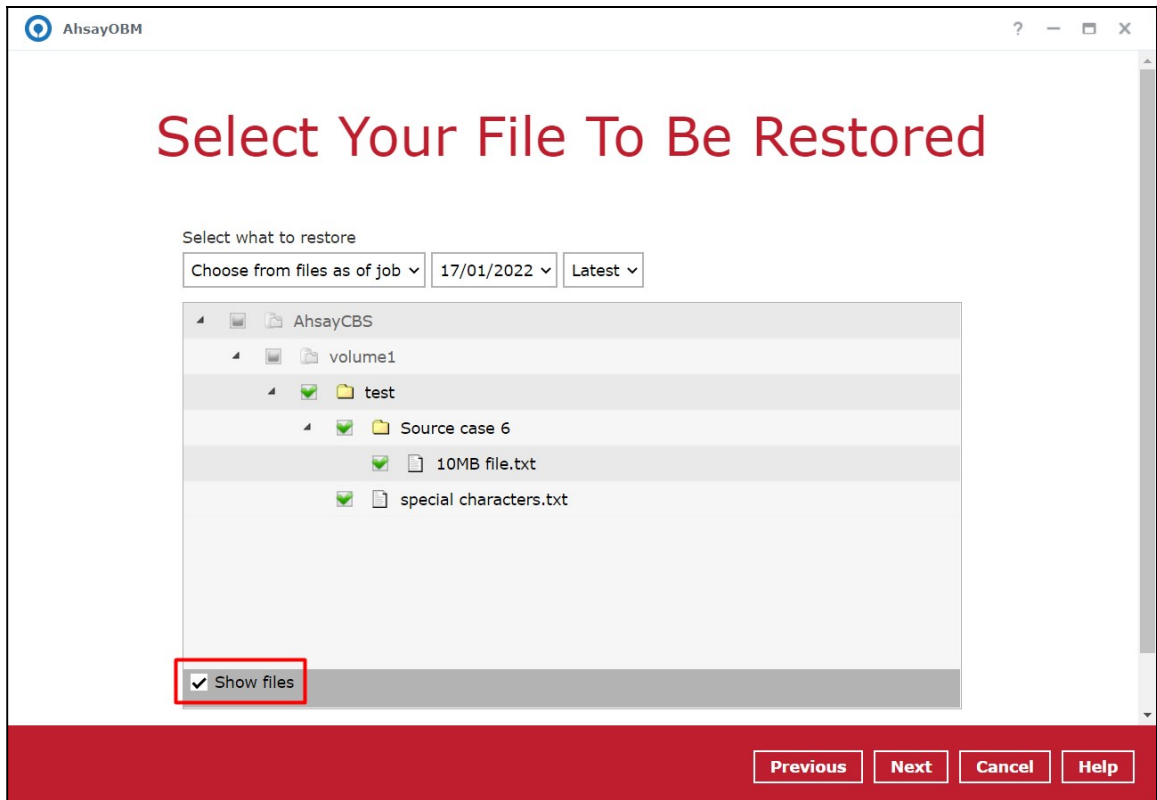 AhsayOBM
?
Select Your File To Be Restored
Select what to restore
Choose from files as of job 17/01/2022 Latest
AhsayCBS
volume1
test
Source case 6
10MB file.txt
special characters.txt
Show files
Previous Next Cancel Help